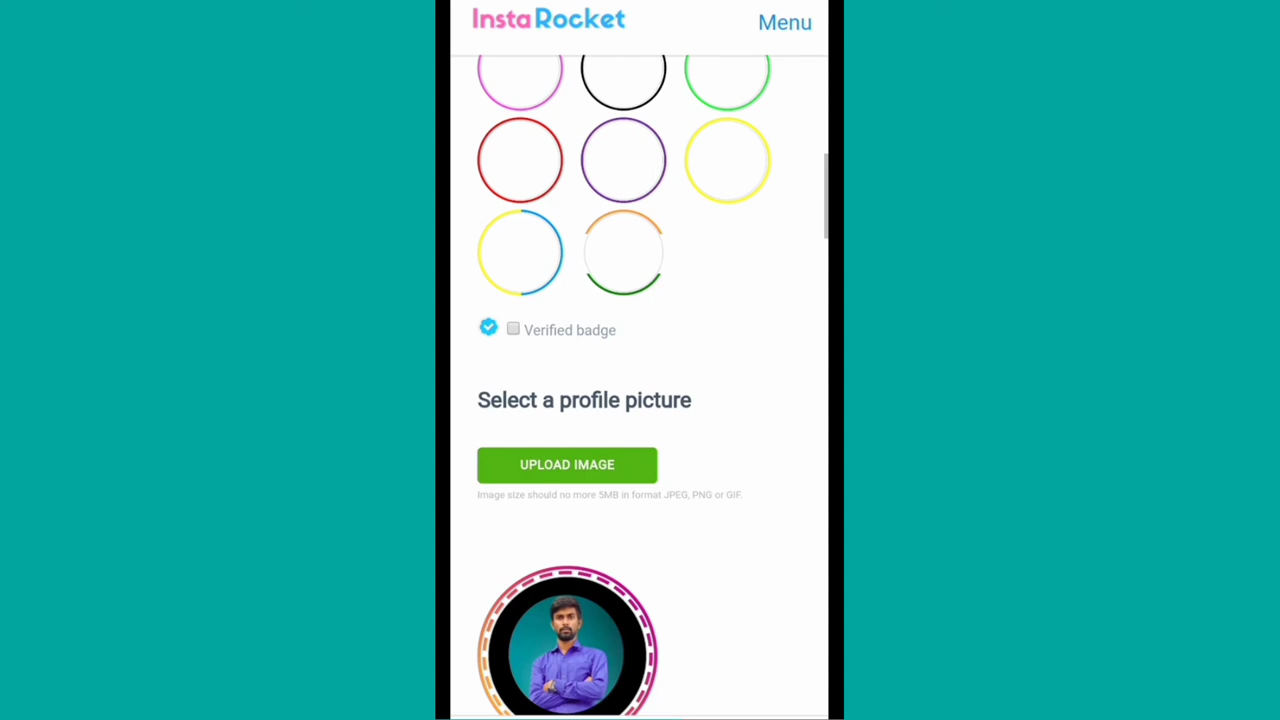 InstaRocket
Menu
Verified badge
Select a profile picture
UPLOAD IMAGE
Image size should no more 5MB in format JPEG, PNG or GIF.